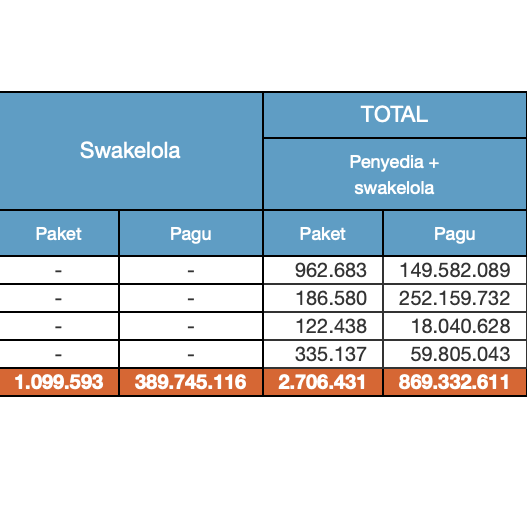 Swakelola
TOTAL
Penyedia +
swakelola
Paket Pagu Paket Pagu
- - 962.683 149.582.089
- - 186.580 252.159.732
- - 122.438 18.040.628
- - 335.137 59.805.043
1.099.593 389.745.116 2.706.431 869.332.611